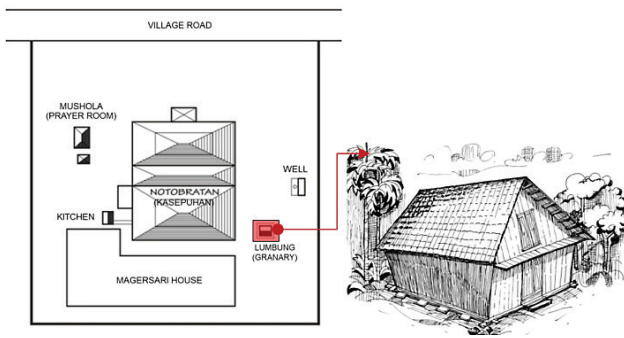 VILLAGE ROAD
MUSHOLA
(PRAYER ROOM)
WELL
NOTOBRATAN
(KASEPUHAN)
KITCHEN
LUMBUNG
(GRANARY)
MAGERSARI HOUSE